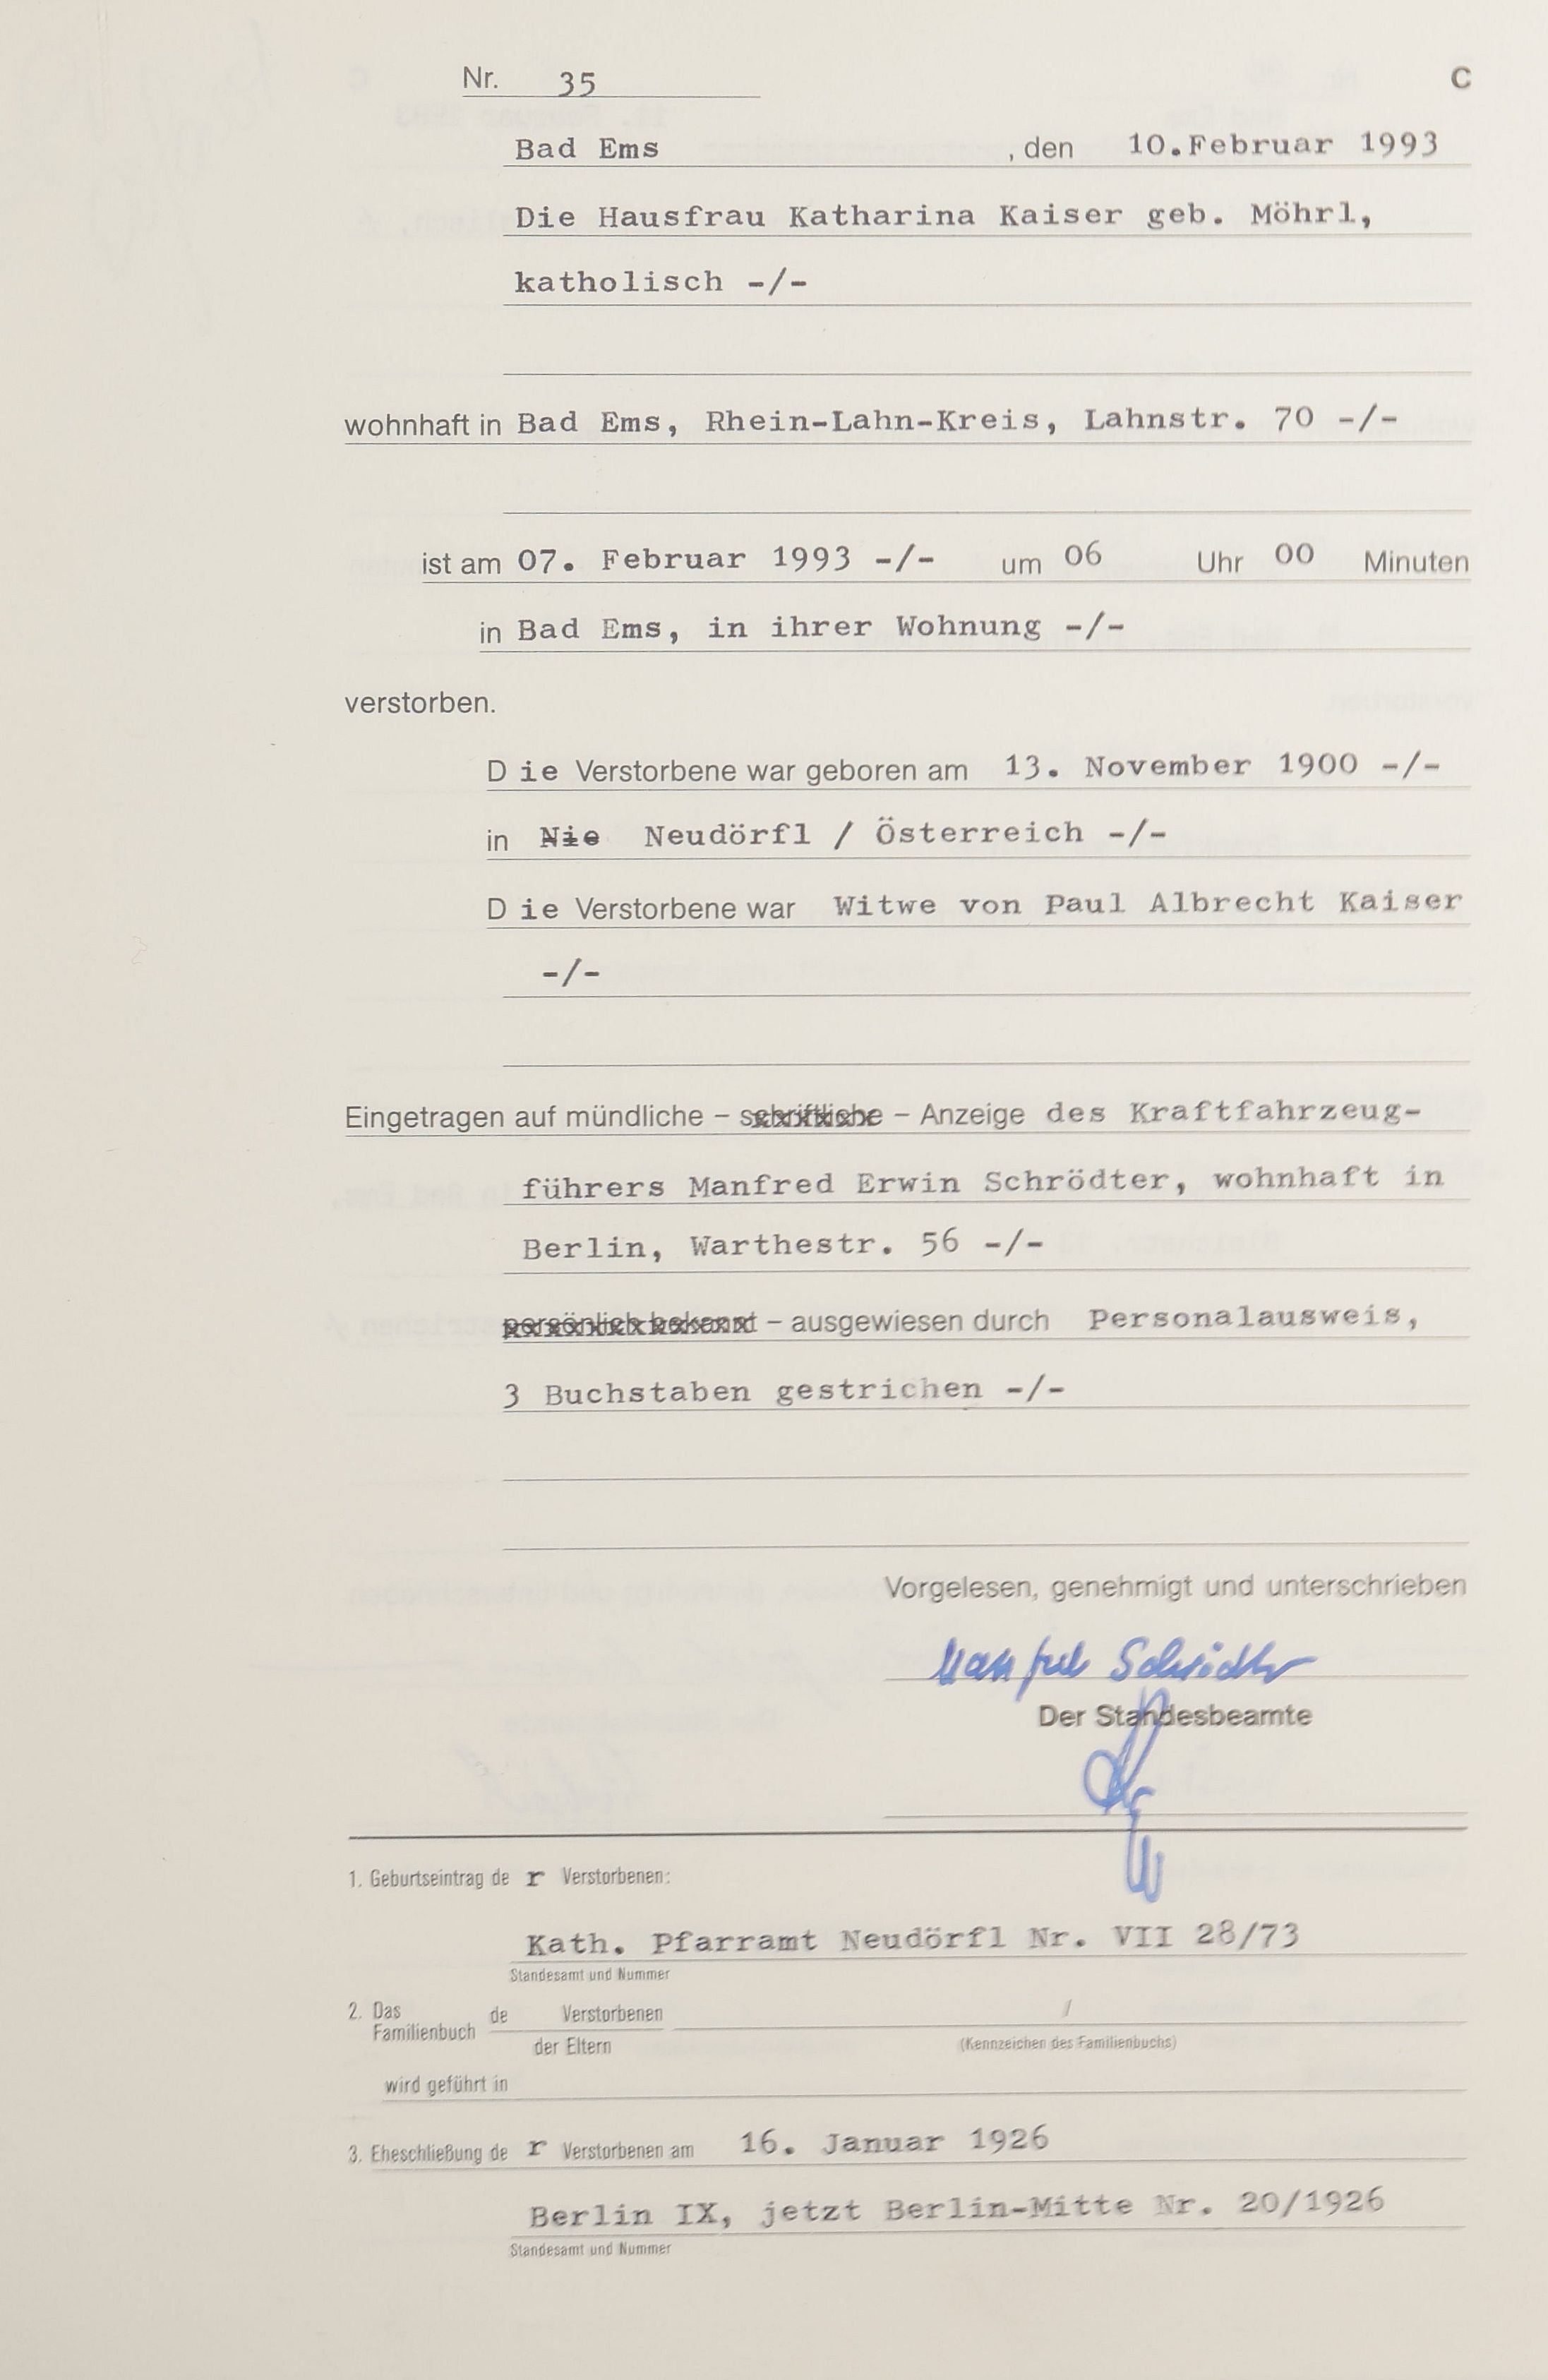 Nr. 35 C
Bad Ems , den 10.Februar 1993
Die Hausfrau Katharina Kaiser geb. Möhrl,
katholisch -/-
wohnhaft in Bad Ems, Rhein-Lahn-Kreis, Lahnstr. 70 -/-
ist am 07. Februar 1993 -/- um 06 Uhr 00 Minuten
in Bad Ems, in ihrer Wohnung -/-
verstorben.
Die Verstorbene war geboren am 13. November 1900 -/-
in Nie Neudörfl / Österreich -/-
Die Verstorbene war Witwe von Paul Albrecht Kaiser
-/-
Eingetragen auf mündliche – schriftliche – Anzeige des Kraftfahrzeug-
führers Manfred Erwin Schrödter, wohnhaft in
Berlin, Warthestr. 56 -/-
persönlich bekannt – ausgewiesen durch Personalausweis,
3 Buchstaben gestrichen -/-
Vorgelesen, genehmigt und unterschrieben
Manfred Schrödter
Der Standesbeamte
1. Geburtseintrag de r Verstorbenen:
Kath. Pfarramt Neudörfl Nr. VII 28/73
Standesamt und Nummer
2. Das Familienbuch de Verstorbenen /
der Eltern (Kennzeichen des Familienbuchs)
wird geführt in
3. Eheschließung de r Verstorbenen am 16. Januar 1926
Berlin IX, jetzt Berlin-Mitte Nr. 20/1926
Standesamt und Nummer